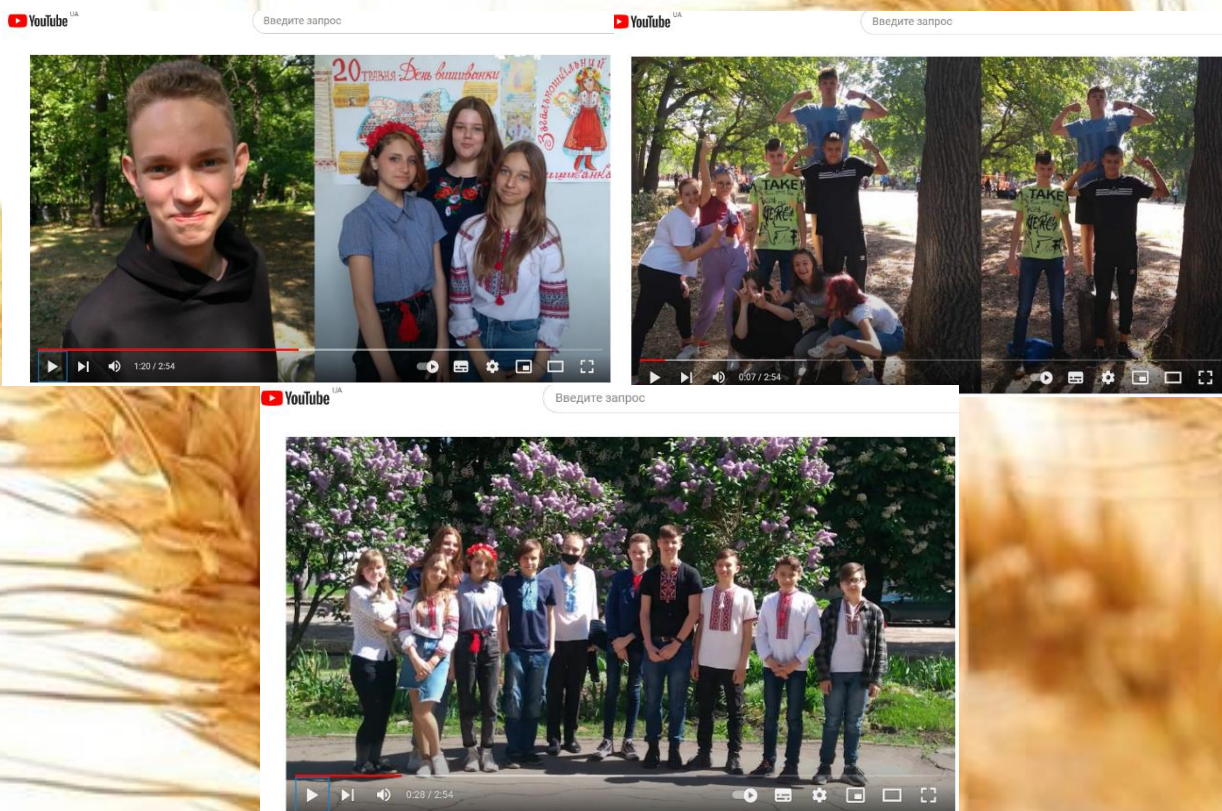 YouTube UA
Введите запрос
YouTube UA
Введите запрос
20 травня - День вишиванки
Загальношкільний
TAKE
TAKE
1:20 / 2:54
0:07 / 2:54
YouTube UA
Введите запрос
0:28 / 2:54